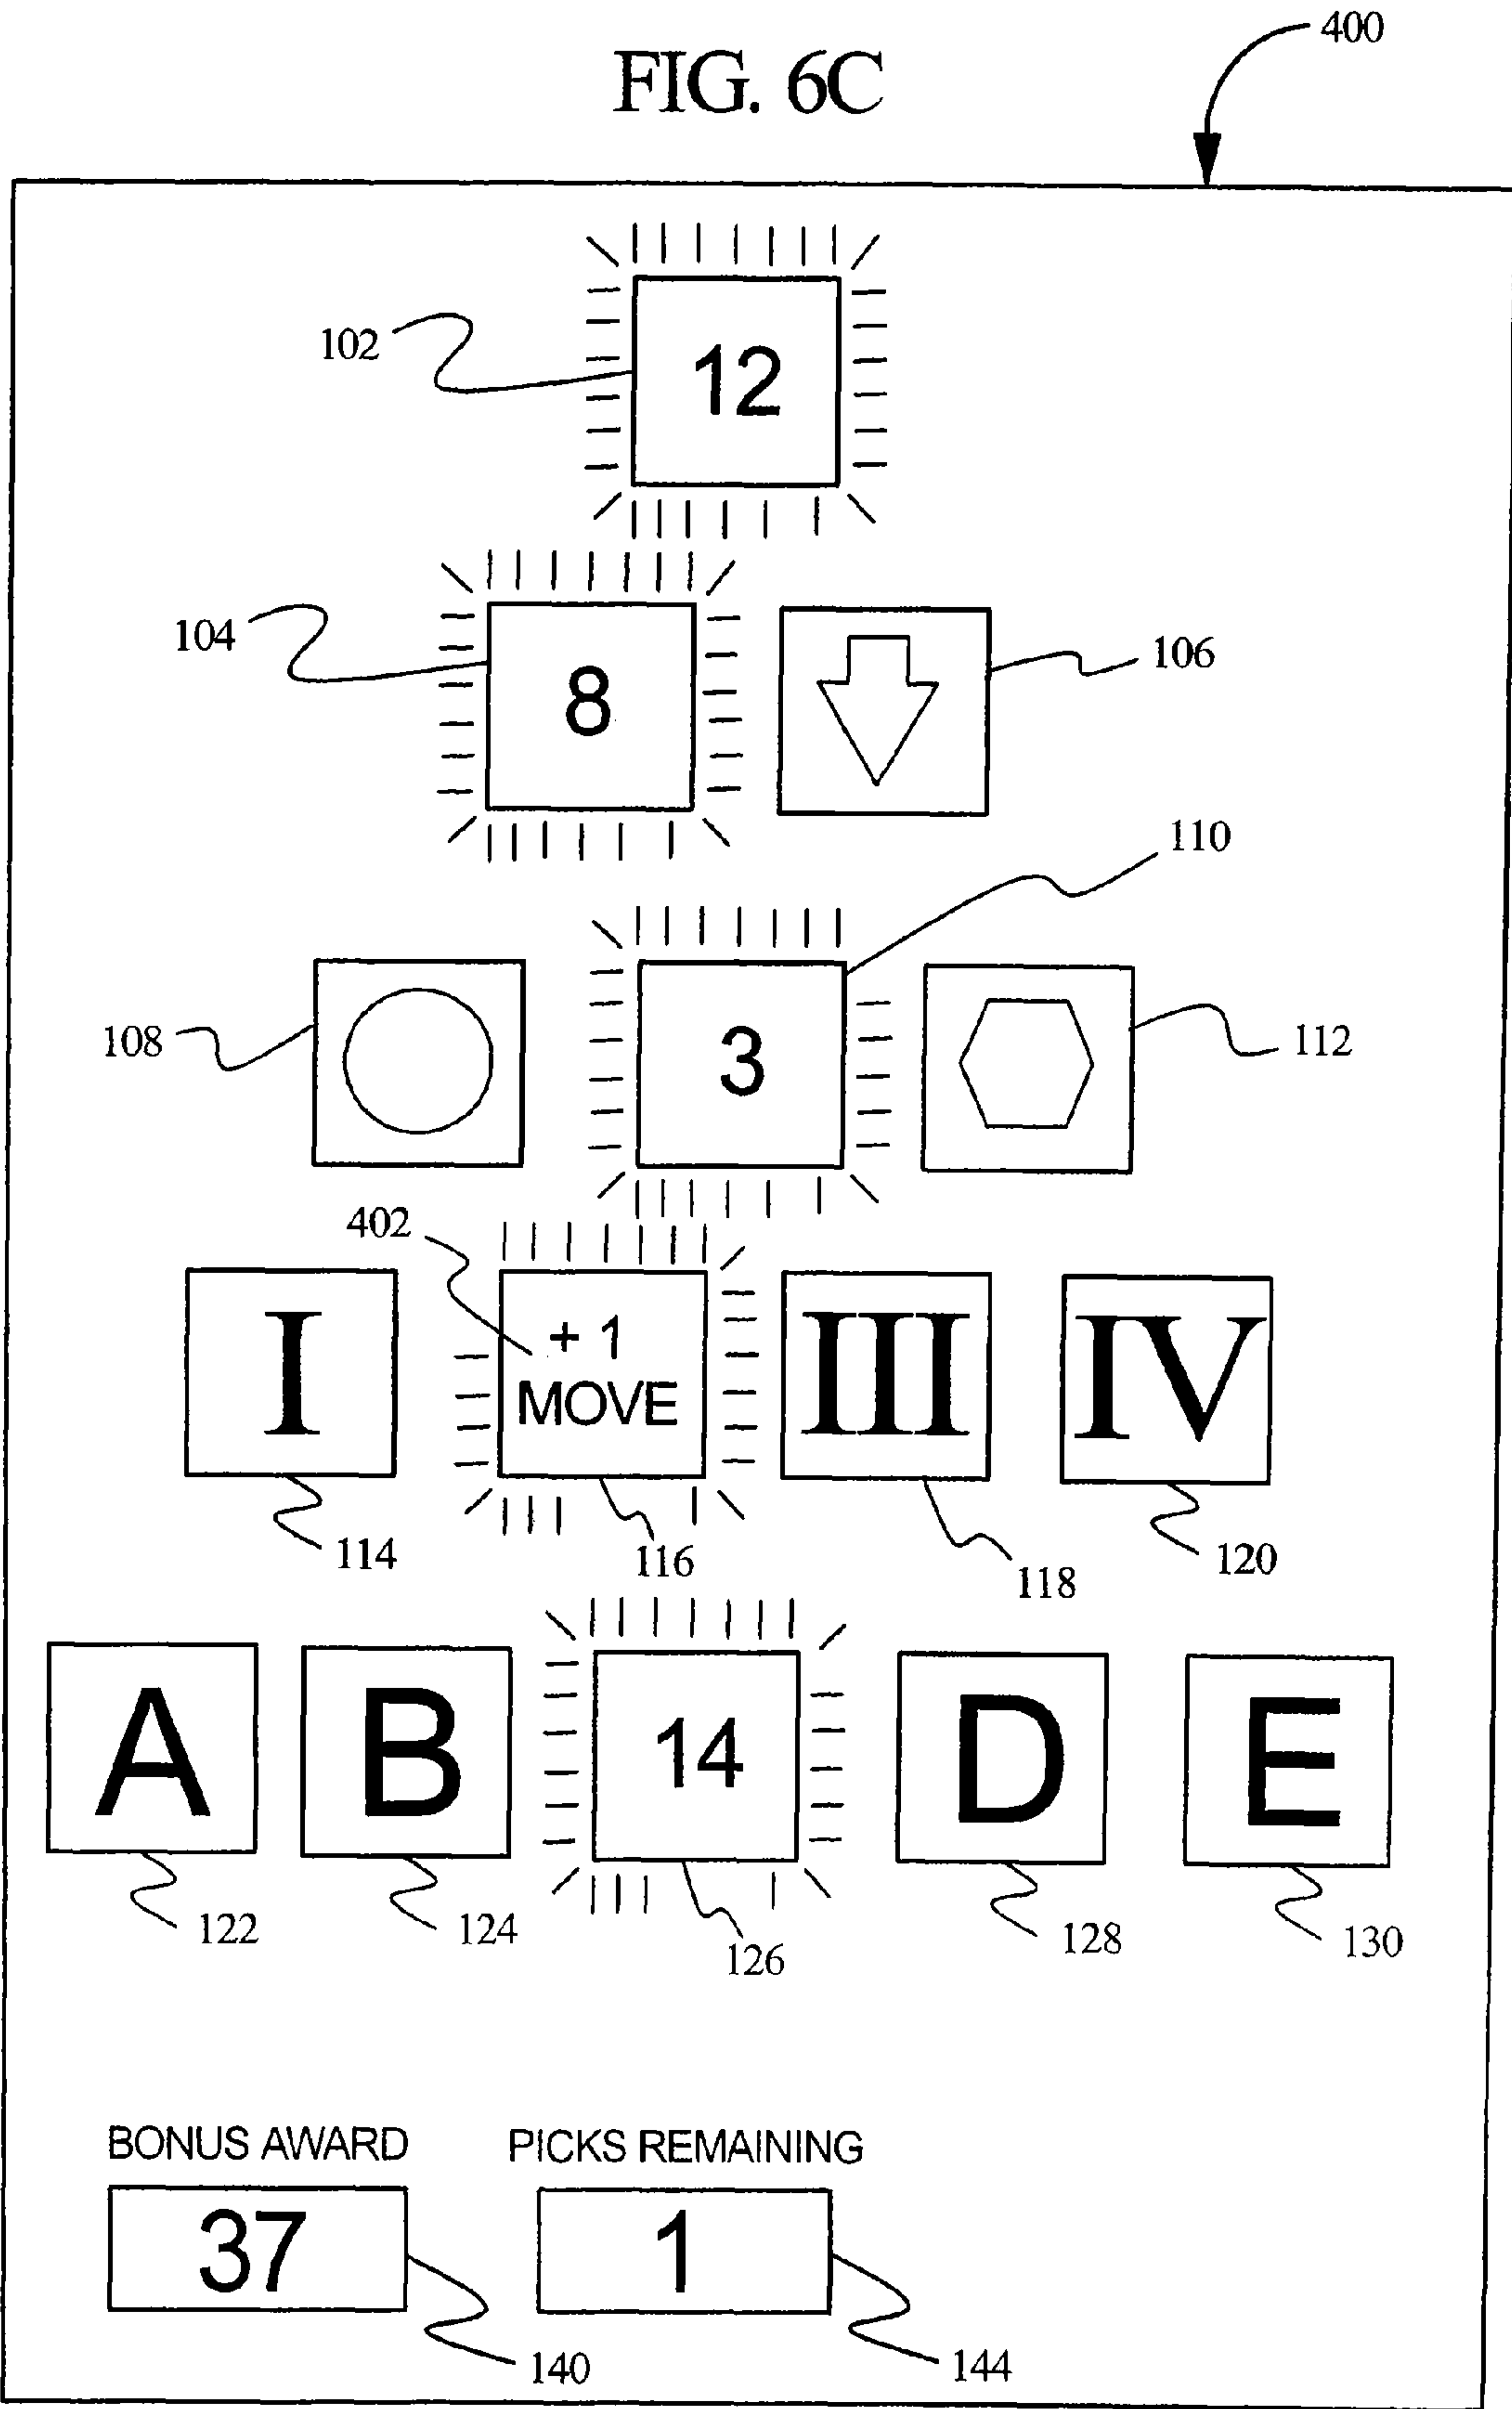 400
FIG. 6C
102
12
104
8
106
110
108
3
112
402
I
+ 1
MOVE
III
IV
114
116
118
120
A
B
14
D
E
122
124
126
128
130
BONUS AWARD
PICKS REMAINING
37
1
140
144